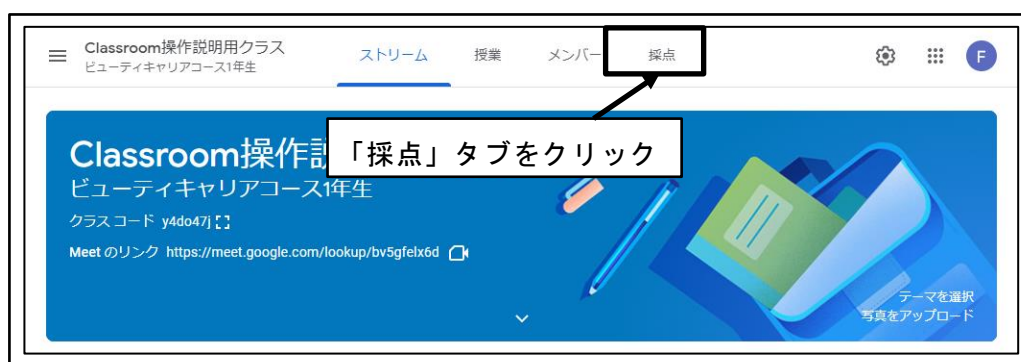 Classroom操作説明用クラス
ビューティキャリアコース1年生
ストリーム 授業 メンバー 採点
F
「採点」タブをクリック
Classroom操作
ビューティキャリアコース1年生
クラス コード y4do47j
Meet のリンク https://meet.google.com/lookup/bv5gfelx6d
テーマを選択
写真をアップロード